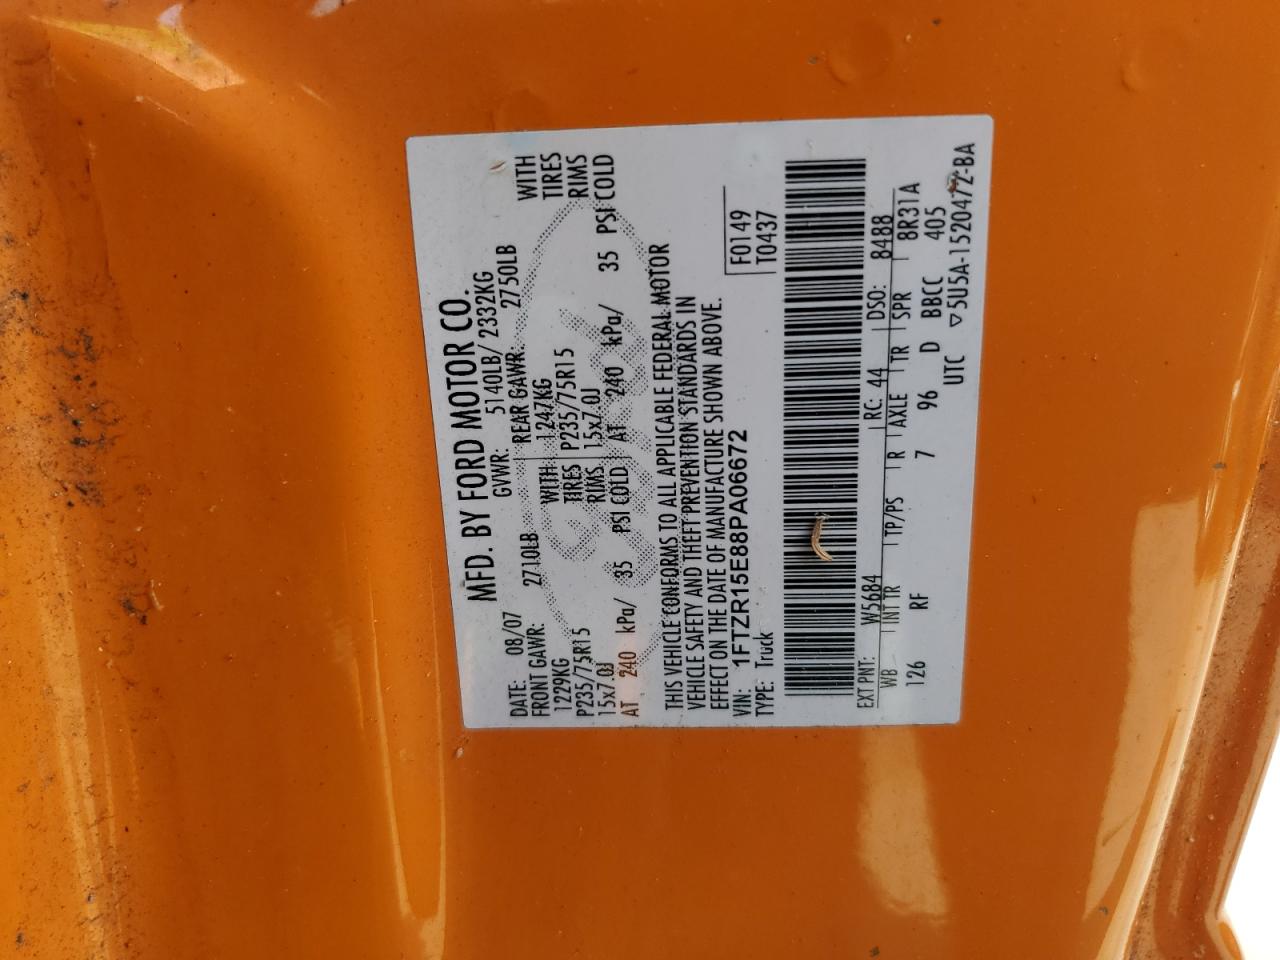 MFD. BY FORD MOTOR CO.
DATE: 08/07 GVWR: 5140LB/ 2332KG
FRONT GAWR: 2710LB REAR GAWR: 2750LB
1229KG WITH 1247KG WITH
P235/75R15 TIRES P235/75R15 TIRES
15x7.0J RIMS 15x7.0J RIMS
AT 240 kPa/ 35 PSI COLD AT 240 kPa/ 35 PSI COLD
THIS VEHICLE CONFORMS TO ALL APPLICABLE FEDERAL MOTOR
VEHICLE SAFETY AND THEFT PREVENTION STANDARDS IN
EFFECT ON THE DATE OF MANUFACTURE SHOWN ABOVE.
VIN: 1FTZR15E88PA06672 F0149
TYPE: Truck T0437
EXT PNT: W5684 RC: 44 DSO: 8488
WB INT TR TP/PS R AXLE TR SPR 8R31A
126 RF 7 96 D BBCC 405
UTC ▽5U5A-1520472-BA